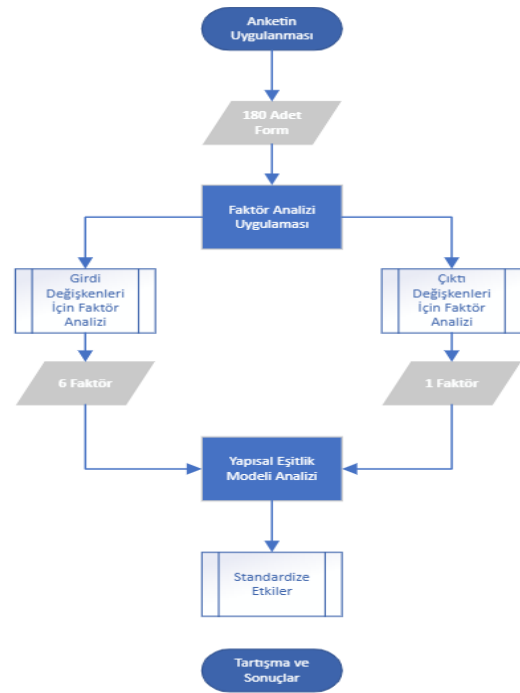 Anketin
Uygulanması
180 Adet
Form
Faktör Analizi
Uygulaması
Girdi
Değişkenleri
İçin Faktör
Analizi
Çıktı
Değişkenleri
İçin Faktör
Analizi
6 Faktör
1 Faktör
Yapısal Eşitlik
Modeli Analizi
Standardize
Etkiler
Tartışma ve
Sonuçlar